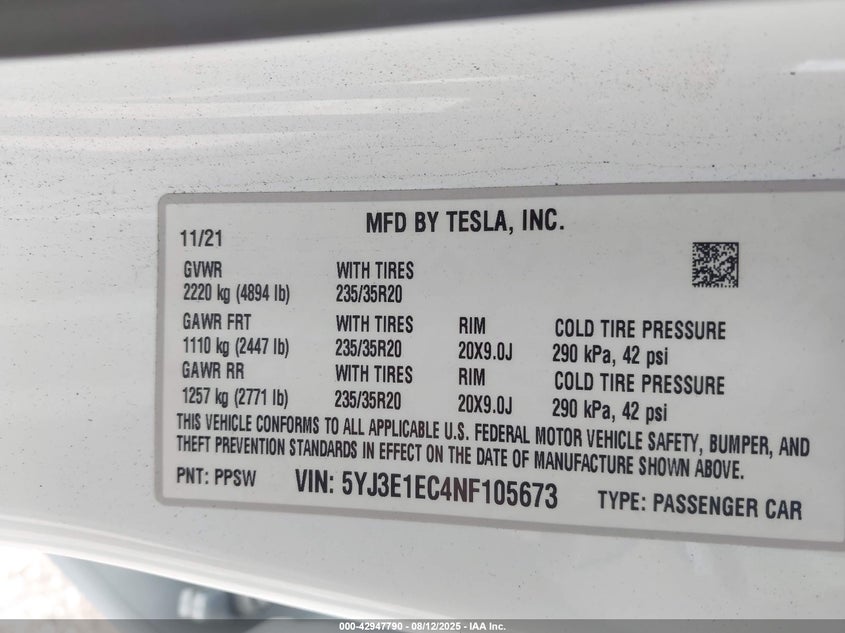 MFD BY TESLA, INC.
11/21
GVWR WITH TIRES
2220 kg (4894 lb) 235/35R20
GAWR FRT WITH TIRES RIM COLD TIRE PRESSURE
1110 kg (2447 lb) 235/35R20 20X9.0J 290 kPa, 42 psi
GAWR RR WITH TIRES RIM COLD TIRE PRESSURE
1257 kg (2771 lb) 235/35R20 20X9.0J 290 kPa, 42 psi
THIS VEHICLE CONFORMS TO ALL APPLICABLE U.S. FEDERAL MOTOR VEHICLE SAFETY, BUMPER, AND
THEFT PREVENTION STANDARDS IN EFFECT ON THE DATE OF MANUFACTURE SHOWN ABOVE.
PNT: PPSW VIN: 5YJ3E1EC4NF105673 TYPE: PASSENGER CAR
000-42947790 - 08/12/2025 - IAA Inc.